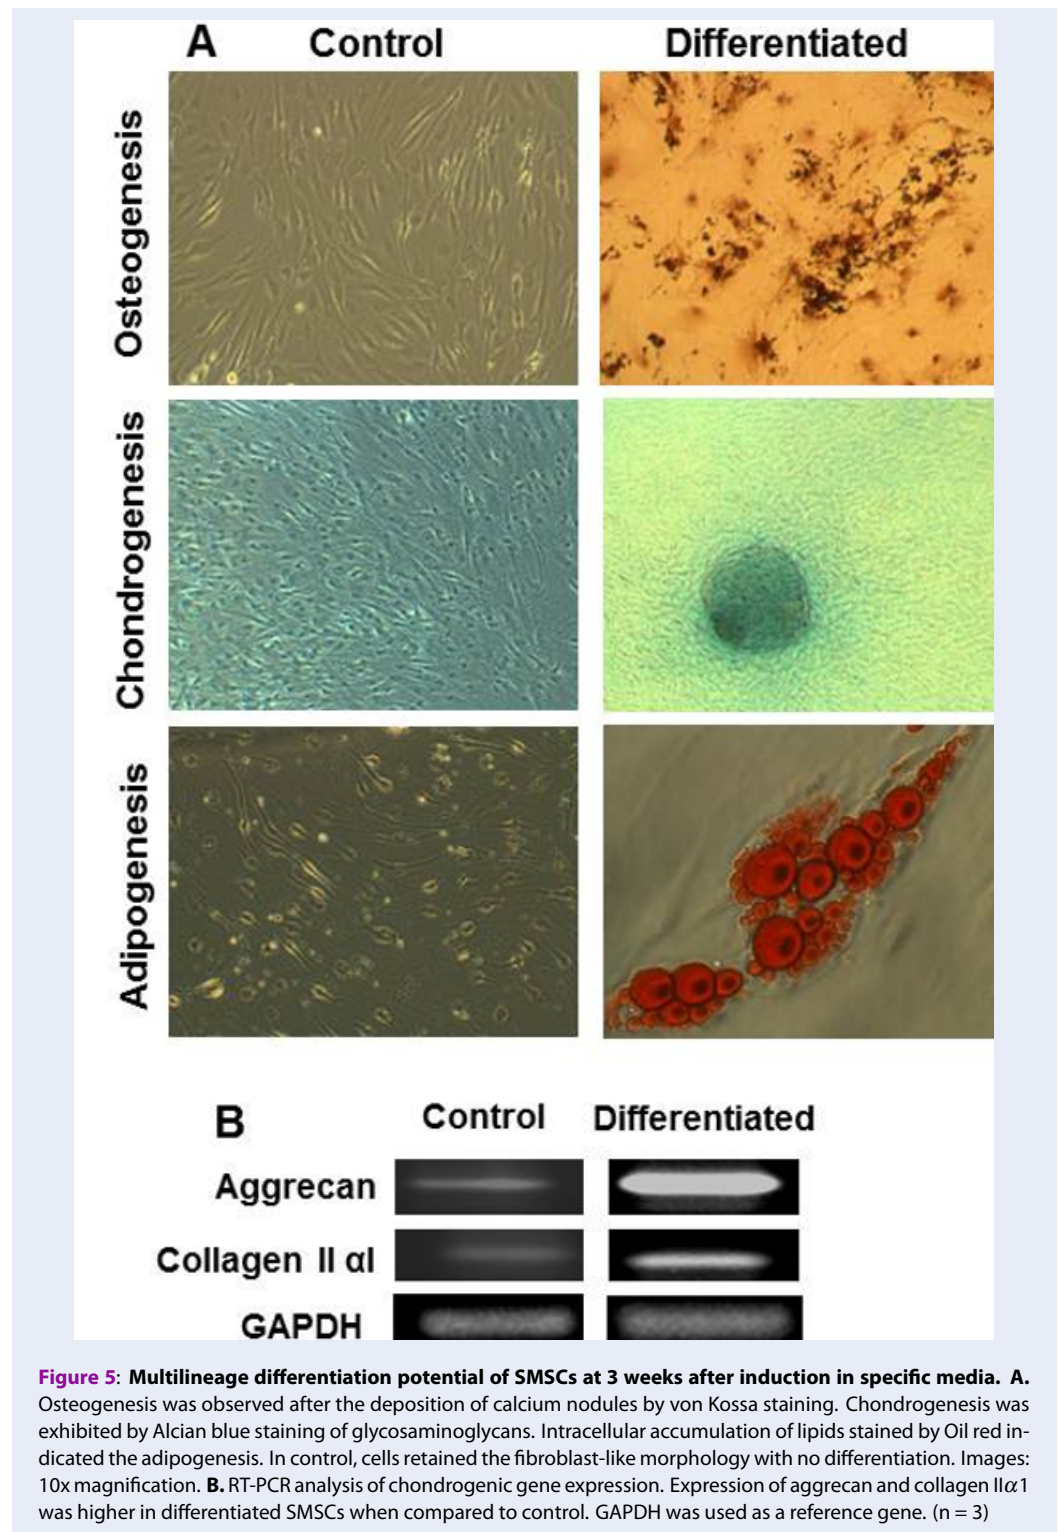 A Control Differentiated
Osteogenesis
Chondrogenesis
Adipogenesis
B Control Differentiated
Aggrecan
Collagen II αI
GAPDH
Figure 5: Multilineage differentiation potential of SMSCs at 3 weeks after induction in specific media. A.
Osteogenesis was observed after the deposition of calcium nodules by von Kossa staining. Chondrogenesis was
exhibited by Alcian blue staining of glycosaminoglycans. Intracellular accumulation of lipids stained by Oil red in-
dicated the adipogenesis. In control, cells retained the fibroblast-like morphology with no differentiation. Images:
10x magnification. B. RT-PCR analysis of chondrogenic gene expression. Expression of aggrecan and collagen IIα1
was higher in differentiated SMSCs when compared to control. GAPDH was used as a reference gene. (n = 3)